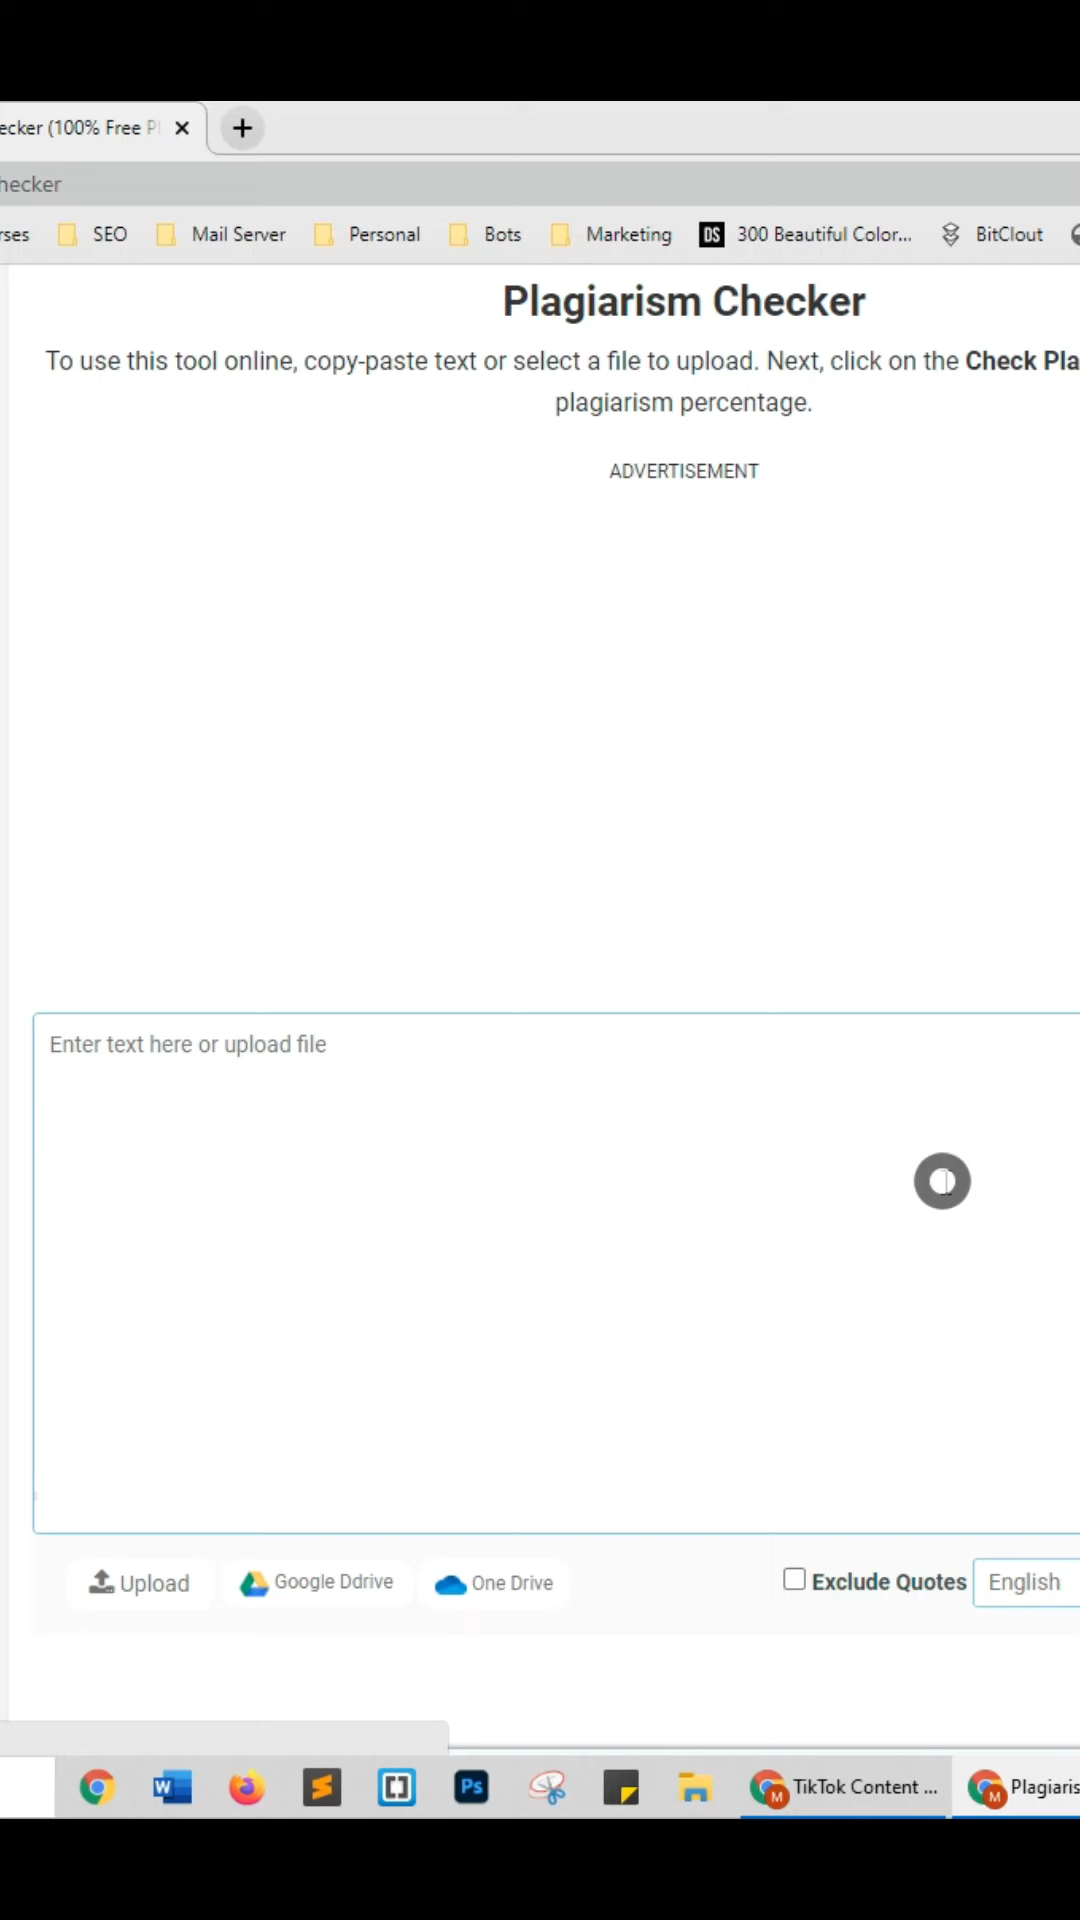 ecker (100% Free Pl
hecker
rses SEO Mail Server Personal Bots Marketing DS 300 Beautiful Color... BitClout
Plagiarism Checker
To use this tool online, copy-paste text or select a file to upload. Next, click on the Check Pla
plagiarism percentage.
ADVERTISEMENT
Enter text here or upload file
Upload Google Ddrive One Drive Exclude Quotes English
W Ps M TikTok Content ... M Plagiaris